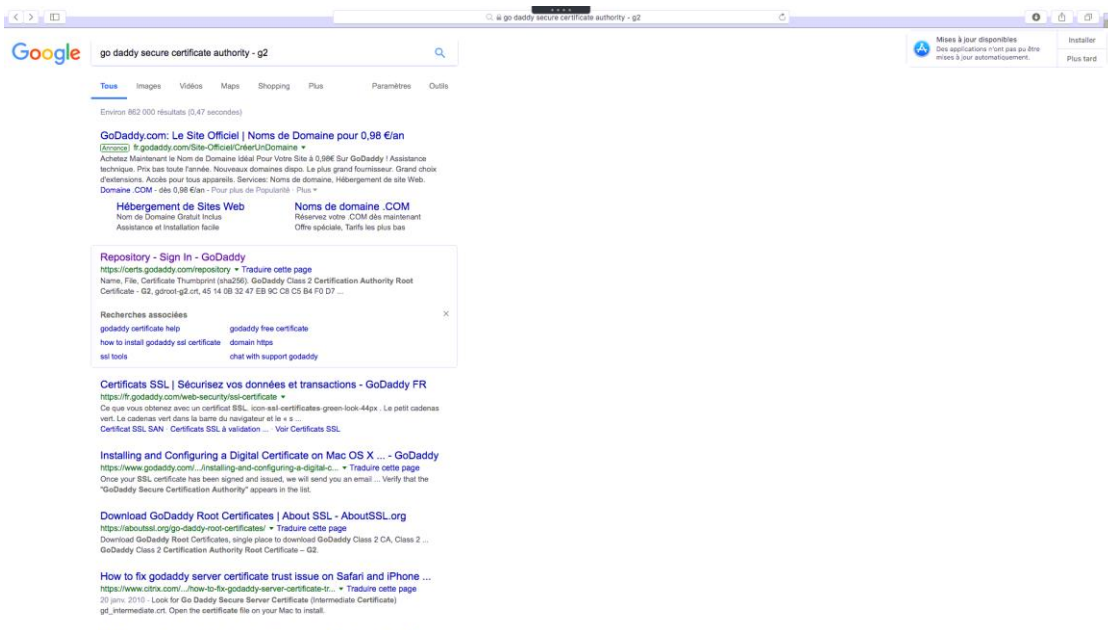 go daddy secure certificate authority - g2
Mises à jour disponibles
Des applications n'ont pas pu être
mises à jour automatiquement.
Installer
Plus tard
Google
go daddy secure certificate authority - g2
Tous Images Vidéos Maps Shopping Plus Paramètres Outils
Environ 862 000 résultats (0,47 secondes)
GoDaddy.com: Le Site Officiel | Noms de Domaine pour 0,98 €/an
Annonce fr.godaddy.com/Site-Officiel/CréerUnDomaine
Achetez Maintenant le Nom de Domaine Idéal Pour Votre Site à 0,98€ Sur GoDaddy ! Assistance
technique. Prix bas toute l'année. Nouveaux domaines dispo. Le plus grand fournisseur. Grand choix
d'extensions. Accès pour tous appareils. Services: Noms de domaine, Hébergement de site Web.
Domaine .COM - dès 0,98 €/an - Pour plus de Popularité · Plus
Hébergement de Sites Web
Nom de Domaine Gratuit Inclus
Assistance et Installation facile
Noms de domaine .COM
Réservez votre .COM dès maintenant
Offre spéciale, Tarifs les plus bas
Repository - Sign In - GoDaddy
https://certs.godaddy.com/repository Traduire cette page
Name, File, Certificate Thumbprint (sha256). GoDaddy Class 2 Certification Authority Root
Certificate - G2, gdroot-g2.crt, 45 14 0B 32 47 EB 9C C8 C5 B4 F0 D7 ...
Recherches associées
godaddy certificate help godaddy free certificate
how to install godaddy ssl certificate domain https
ssl tools chat with support godaddy
Certificats SSL | Sécurisez vos données et transactions - GoDaddy FR
https://fr.godaddy.com/web-security/ssl-certificate
Ce que vous obtenez avec un certificat SSL. icon-ssl-certificates-green-look-44px . Le petit cadenas
vert. Le cadenas vert dans la barre du navigateur et le « s ...
Certificat SSL SAN · Certificats SSL à validation ... · Voir Certificats SSL
Installing and Configuring a Digital Certificate on Mac OS X ... - GoDaddy
https://www.godaddy.com/.../installing-and-configuring-a-digital-c... Traduire cette page
Once your SSL certificate has been signed and issued, we will send you an email ... Verify that the
"GoDaddy Secure Certification Authority" appears in the list.
Download GoDaddy Root Certificates | About SSL - AboutSSL.org
https://aboutssl.org/go-daddy-root-certificates/ Traduire cette page
Download GoDaddy Root Certificates, single place to download GoDaddy Class 2 CA, Class 2 ...
GoDaddy Class 2 Certification Authority Root Certificate – G2.
How to fix godaddy server certificate trust issue on Safari and iPhone ...
https://www.citrix.com/.../how-to-fix-godaddy-server-certificate-tr... Traduire cette page
20 janv. 2010 - Look for Go Daddy Secure Server Certificate (Intermediate Certificate)
gd_intermediate.crt. Open the certificate file on your Mac to install.